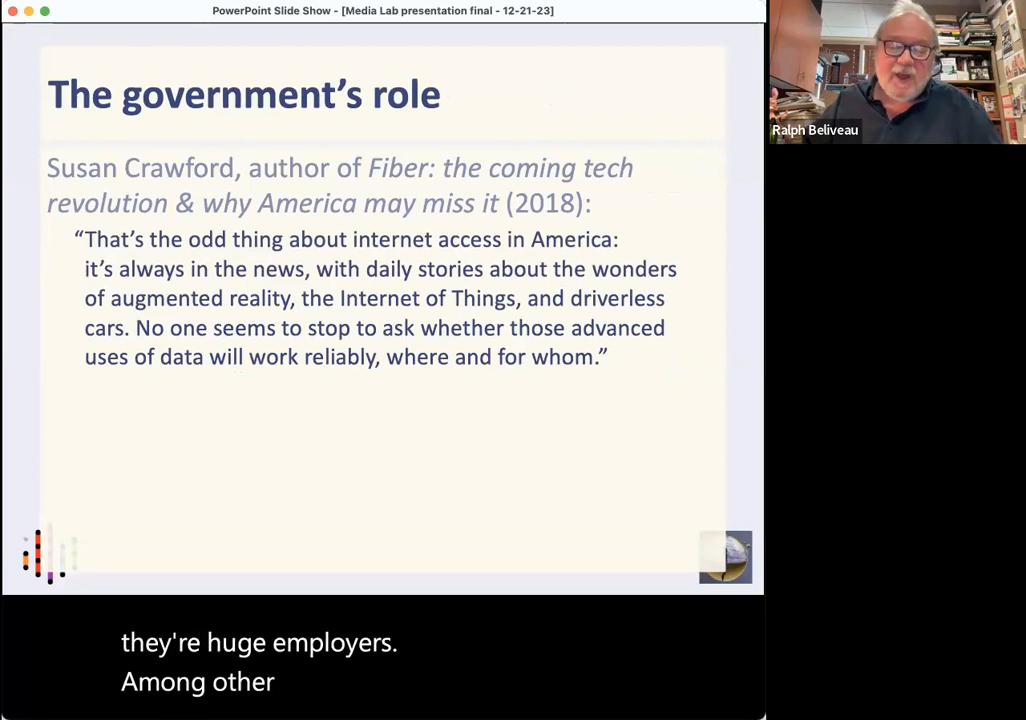 PowerPoint Slide Show - [Media Lab presentation final - 12-21-23]
The government’s role
Susan Crawford, author of Fiber: the coming tech
revolution & why America may miss it (2018):
“That’s the odd thing about internet access in America:
it’s always in the news, with daily stories about the wonders
of augmented reality, the Internet of Things, and driverless
cars. No one seems to stop to ask whether those advanced
uses of data will work reliably, where and for whom.”
Ralph Beliveau
they're huge employers.
Among other